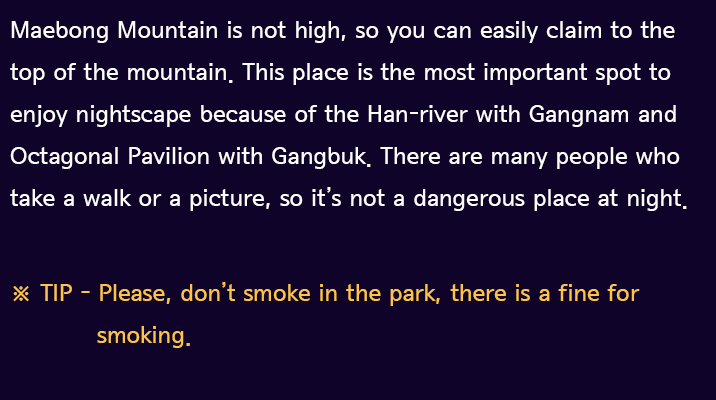 Maebong Mountain is not high, so you can easily claim to the
top of the mountain. This place is the most important spot to
enjoy nightscape because of the Han-river with Gangnam and
Octagonal Pavilion with Gangbuk. There are many people who
take a walk or a picture, so it's not a dangerous place at night.
※ TIP - Please, don't smoke in the park, there is a fine for
smoking.